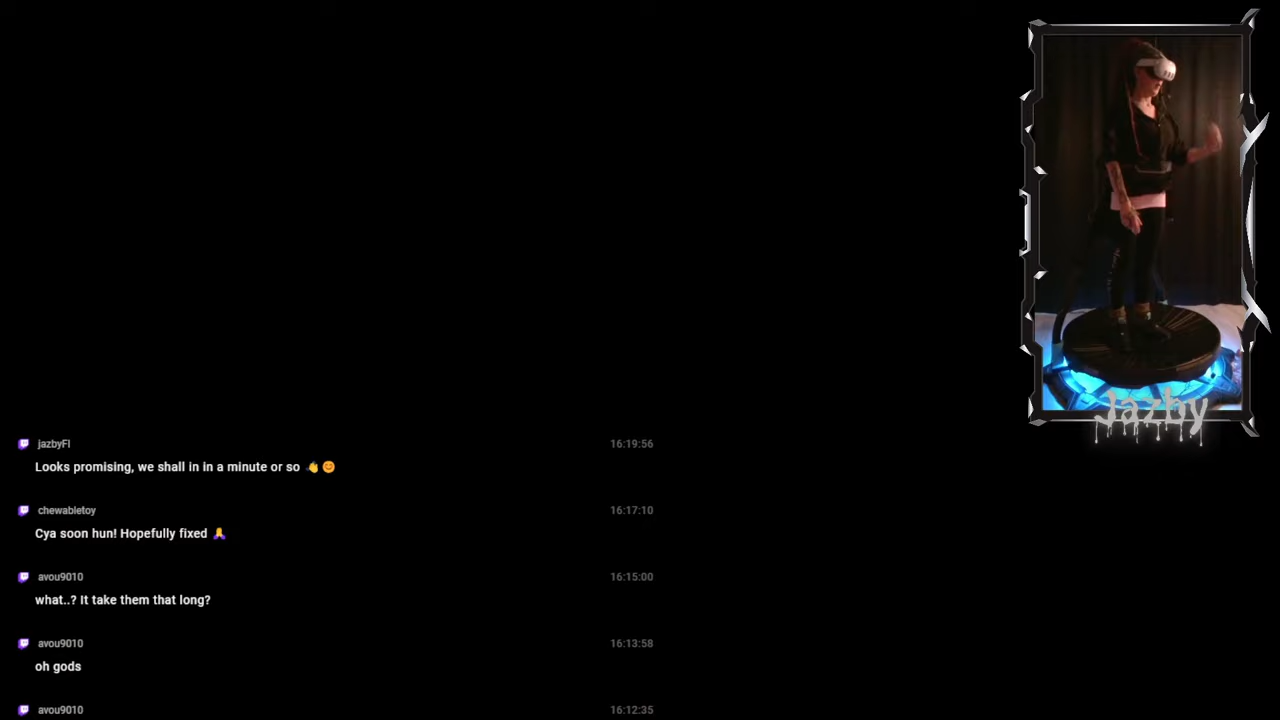 Jazby
jazbyFI 16:19:56
Looks promising, we shall in in a minute or so 👏😊
chewabletoy 16:17:10
Cya soon hun! Hopefully fixed 🙏
avou9010 16:15:00
what..? It take them that long?
avou9010 16:13:58
oh gods
avou9010 16:12:35